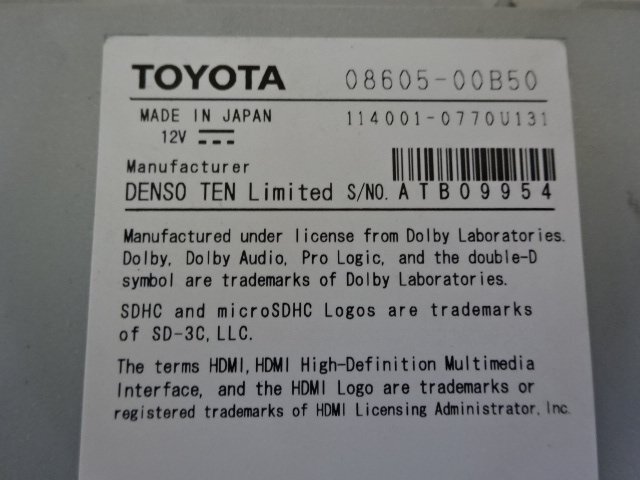 TOYOTA 08605-00B50
MADE IN JAPAN 114001-0770U131
12V
Manufacturer
DENSO TEN Limited S/NO. ATB09954
Manufactured under license from Dolby Laboratories.
Dolby, Dolby Audio, Pro Logic, and the double-D
symbol are trademarks of Dolby Laboratories.
SDHC and microSDHC Logos are trademarks
of SD-3C, LLC.
The terms HDMI, HDMI High-Definition Multimedia
Interface, and the HDMI Logo are trademarks or
registered trademarks of HDMI Licensing Administrator, Inc.